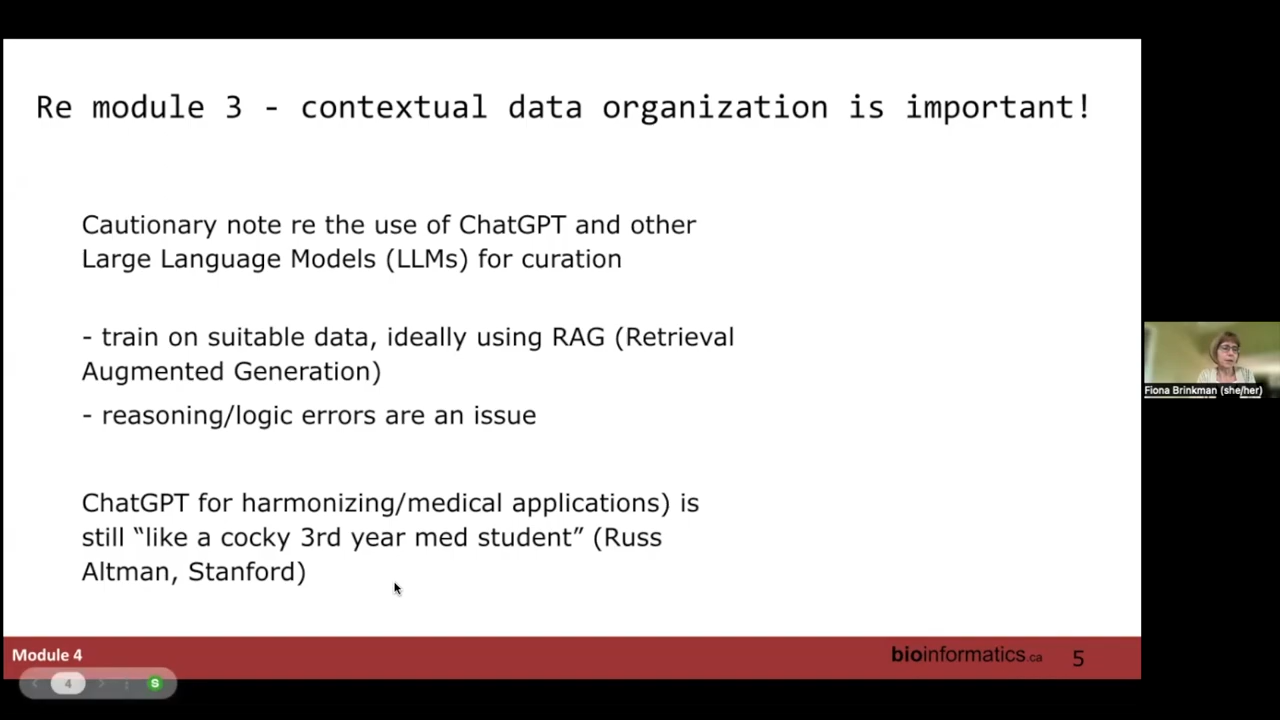 Re module 3 - contextual data organization is important!
Cautionary note re the use of ChatGPT and other
Large Language Models (LLMs) for curation
- train on suitable data, ideally using RAG (Retrieval
Augmented Generation)
- reasoning/logic errors are an issue
ChatGPT for harmonizing/medical applications) is
still “like a cocky 3rd year med student” (Russ
Altman, Stanford)
Fiona Brinkman (she/her)
Module 4
bioinformatics.ca
5
4
S